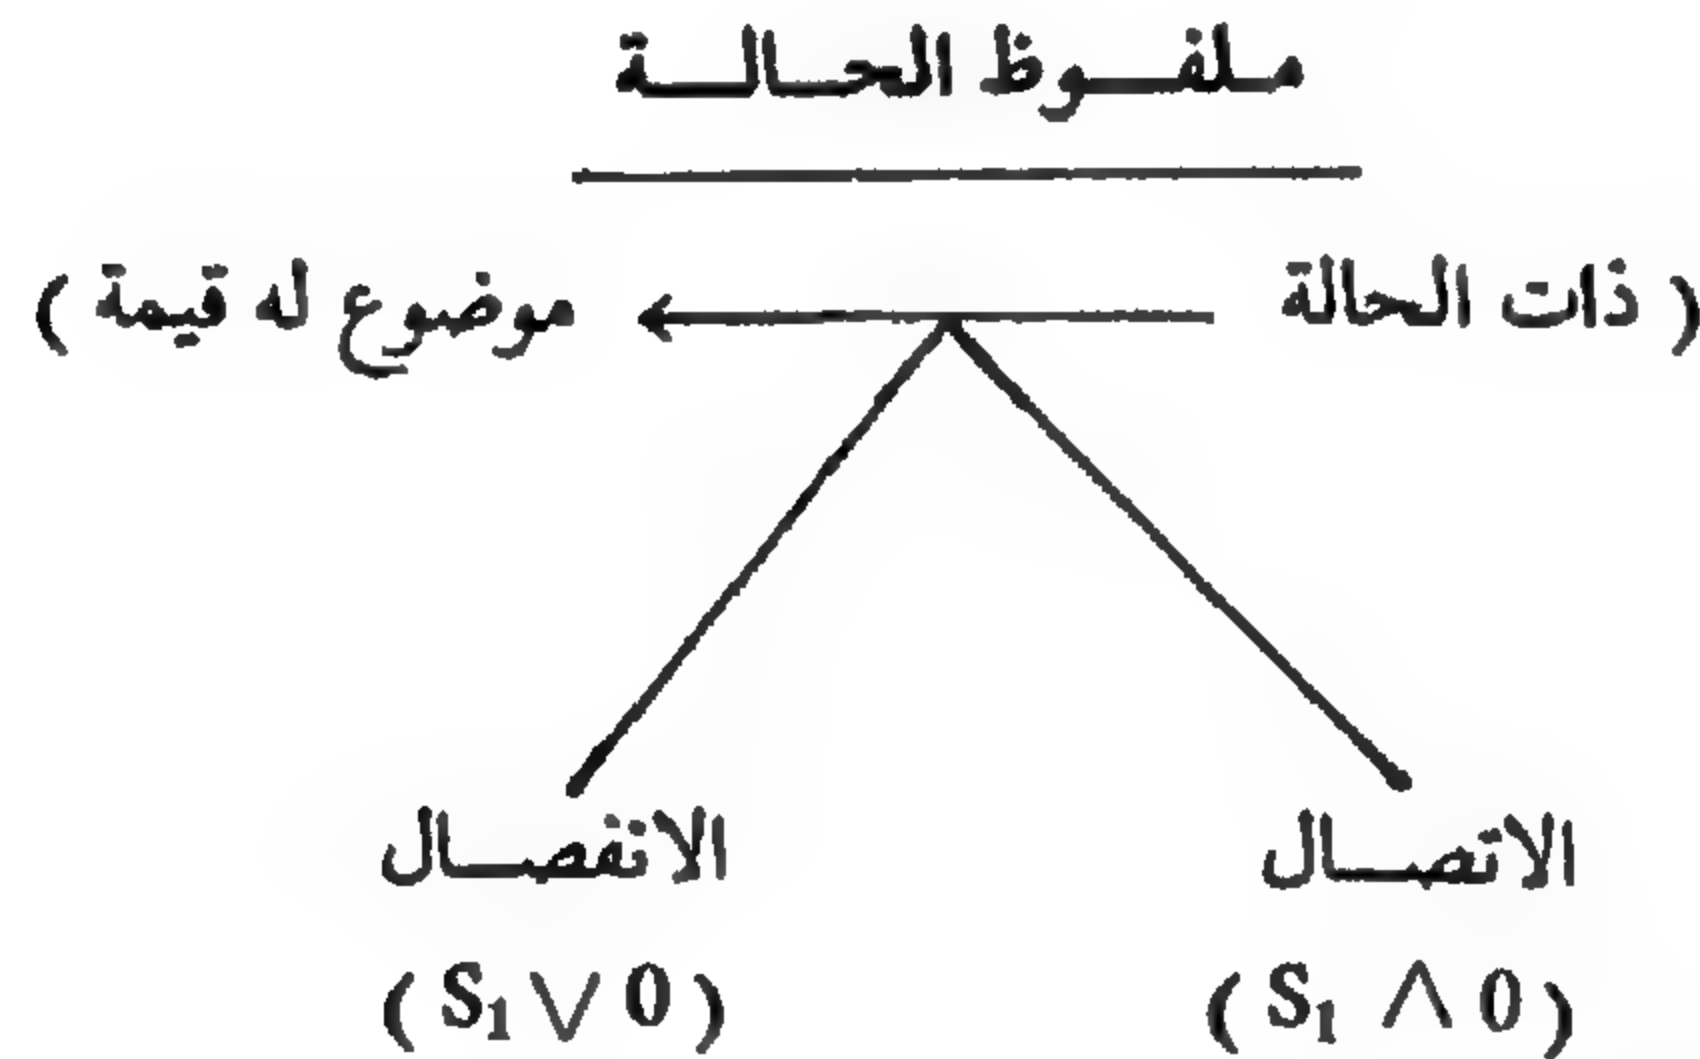 ملفوظ الحالة
( ذات الحالة ← موضوع له قيمة )
الاتصال الانفصال
( S₁ ∧ 0 ) ( S₁ ∨ 0 )